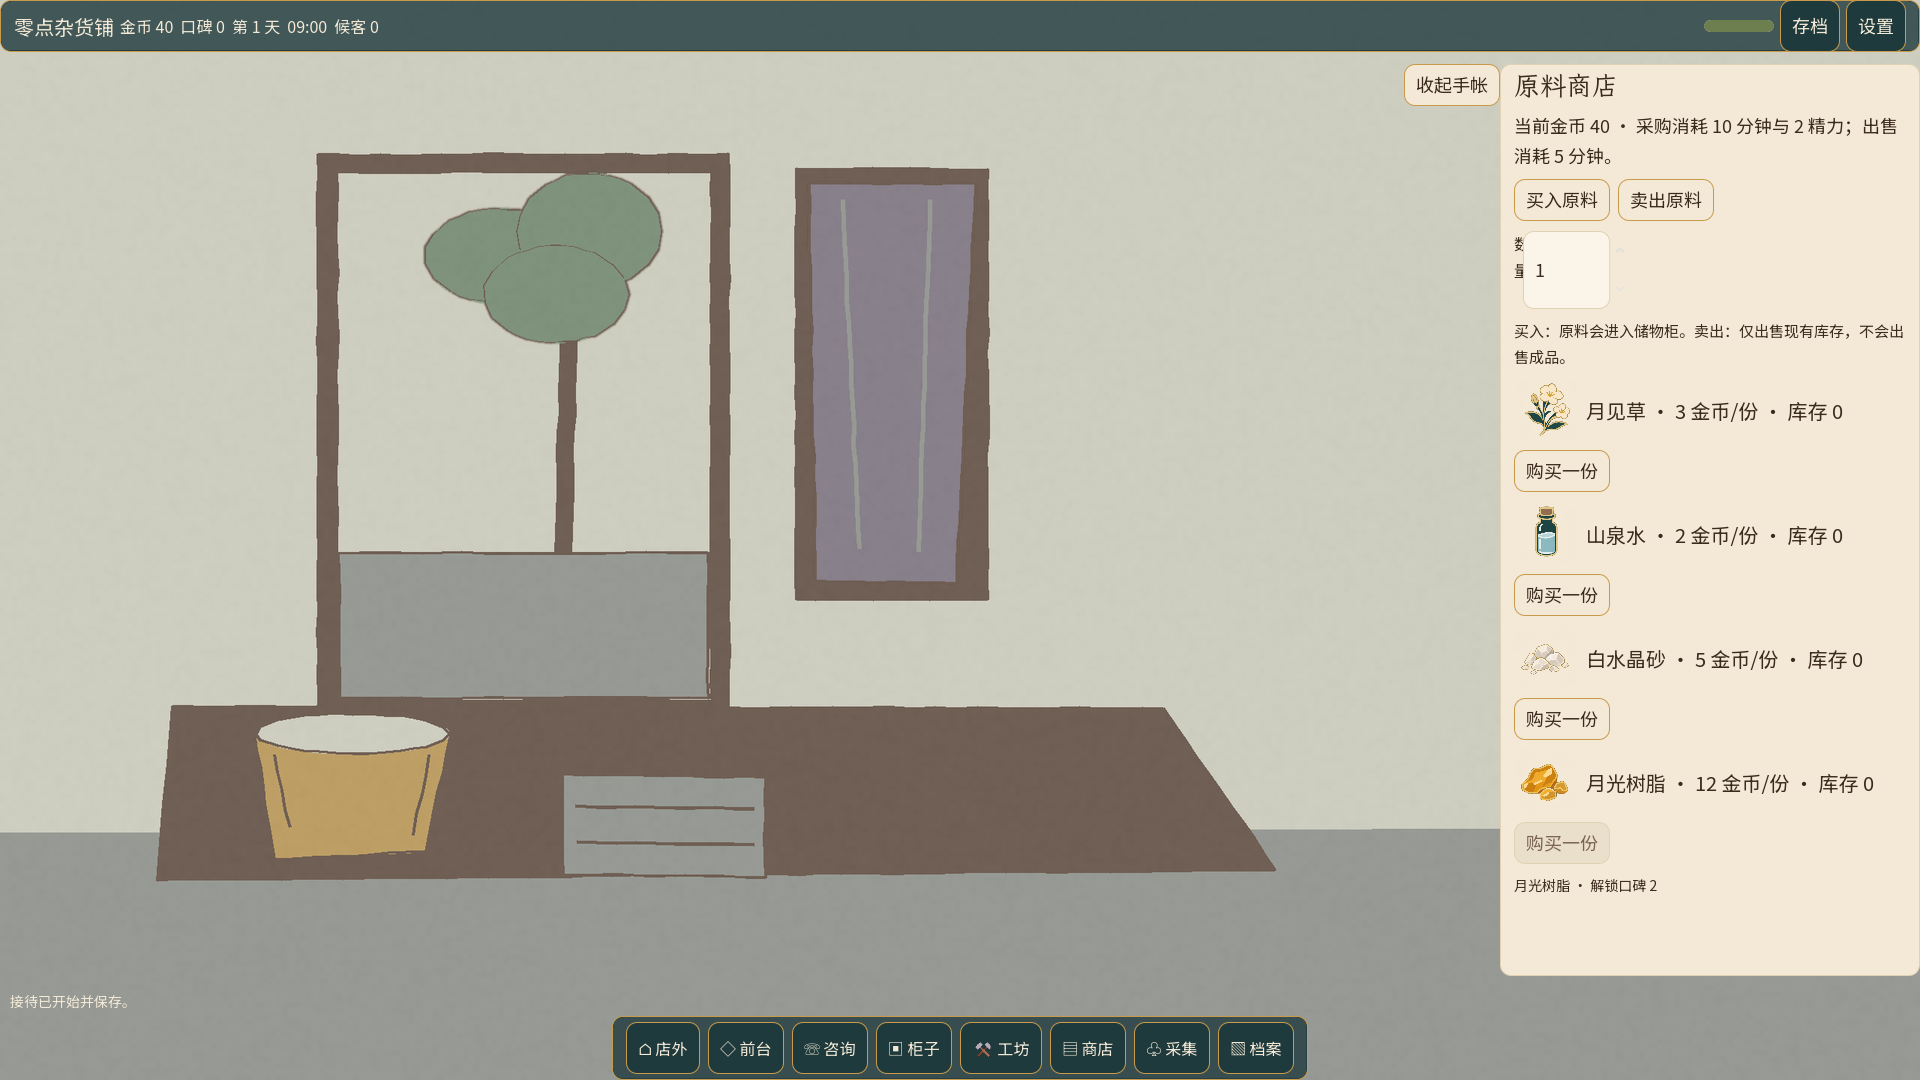 零点杂货铺 金币 40 口碑 0 第 1 天 09:00 候客 0
存档
设置
收起手帐
原料商店
当前金币 40 · 采购消耗 10 分钟与 2 精力；出售
消耗 5 分钟。
买入原料
卖出原料
数
量
1
买入：原料会进入储物柜。卖出：仅出售现有库存，不会出
售成品。
月见草 · 3 金币/份 · 库存 0
购买一份
山泉水 · 2 金币/份 · 库存 0
购买一份
白水晶砂 · 5 金币/份 · 库存 0
购买一份
月光树脂 · 12 金币/份 · 库存 0
购买一份
月光树脂 · 解锁口碑 2
接待已开始并保存。
店外
前台
咨询
柜子
工坊
商店
采集
档案